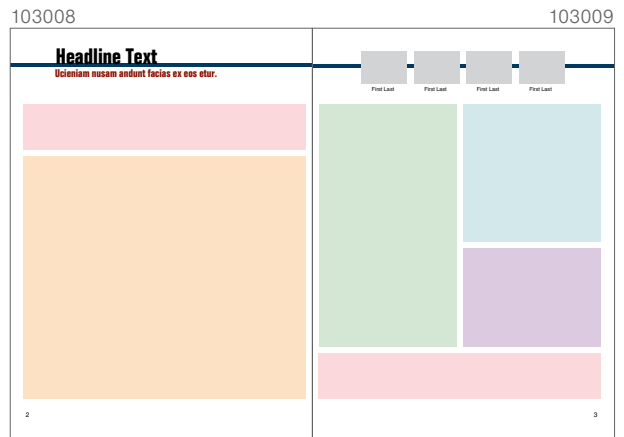 103008
103009
Headline Text
Ucieniam nusam andunt facias ex eos etur.
First Last
First Last
First Last
First Last
2
3